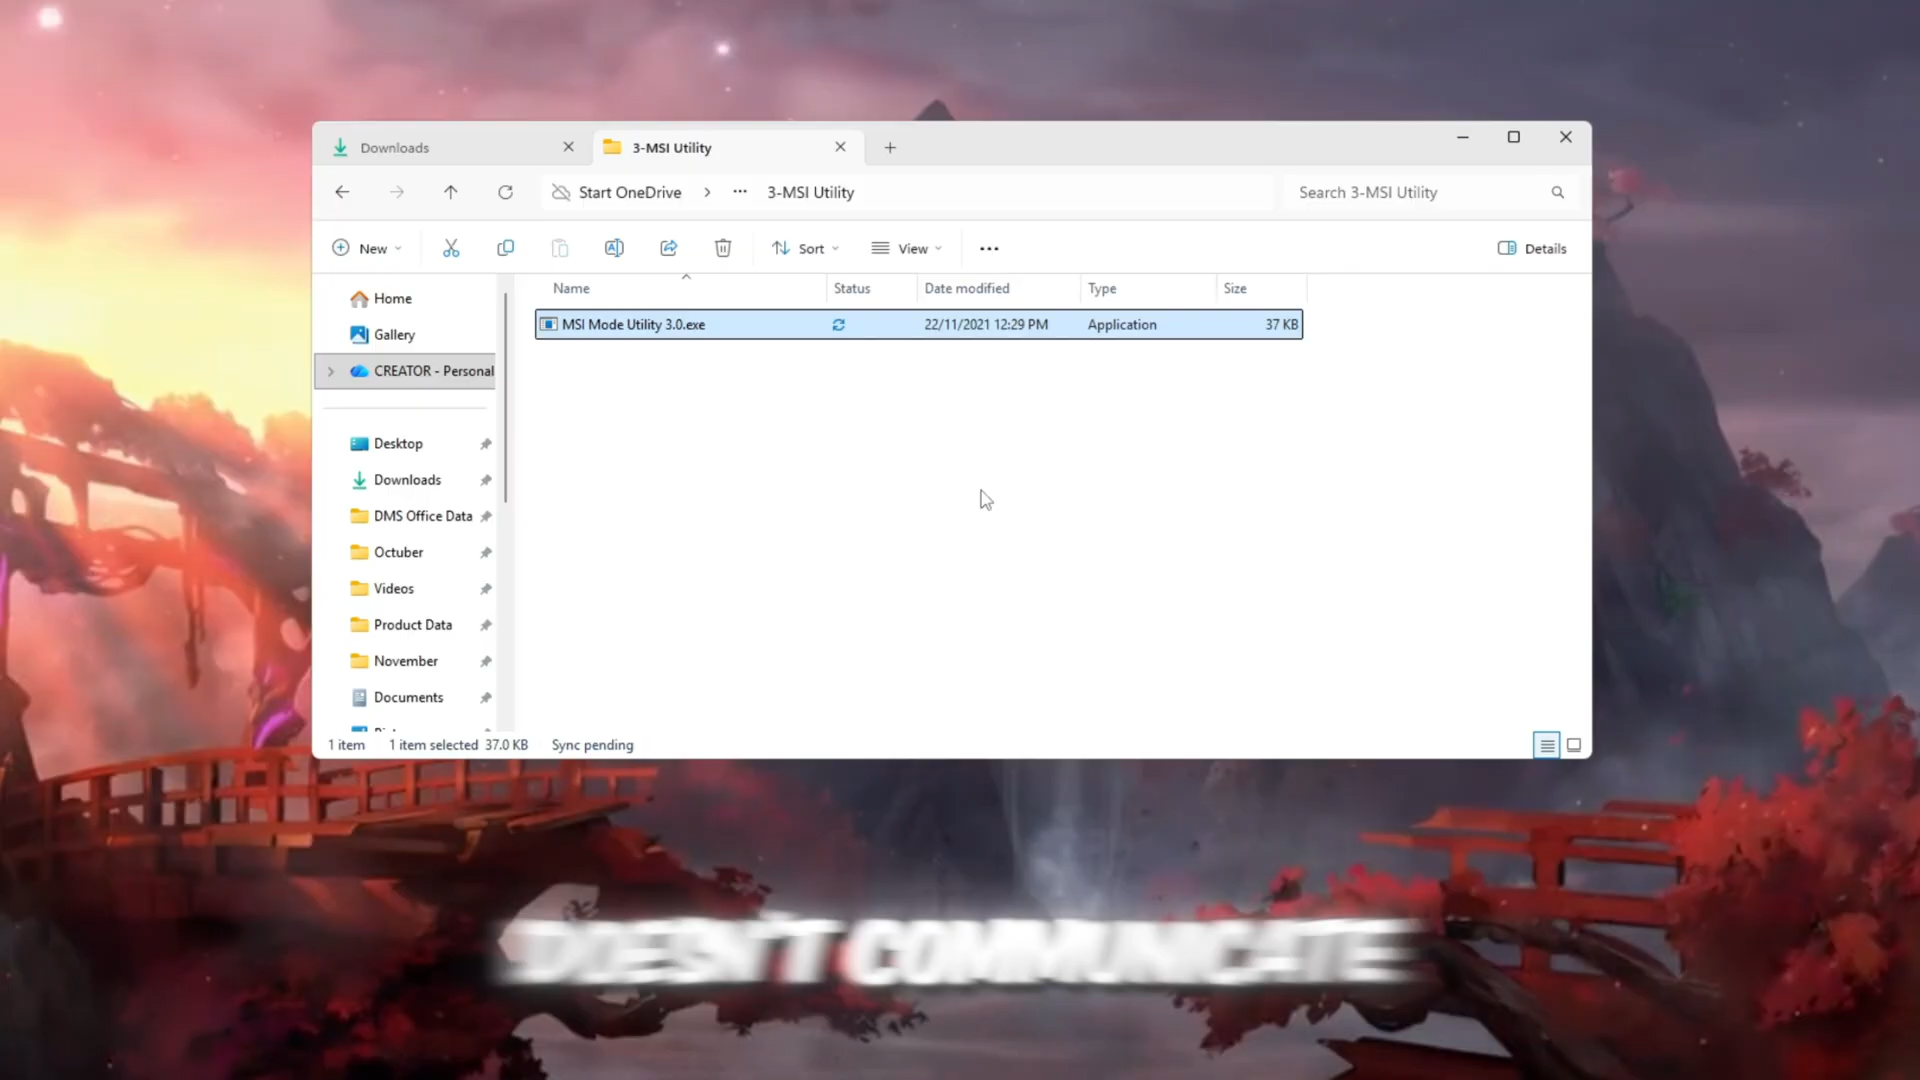 Downloads
3-MSI Utility
Start OneDrive
3-MSI Utility
Search 3-MSI Utility
New
Sort
View
Details
Name
Status
Date modified
Type
Size
MSI Mode Utility 3.0.exe
22/11/2021 12:29 PM
Application
37 KB
Home
Gallery
CREATOR - Personal
Desktop
Downloads
DMS Office Data
Octuber
Videos
Product Data
November
Documents
1 item
1 item selected 37.0 KB
Sync pending
DOESN'T COMMUNICATE